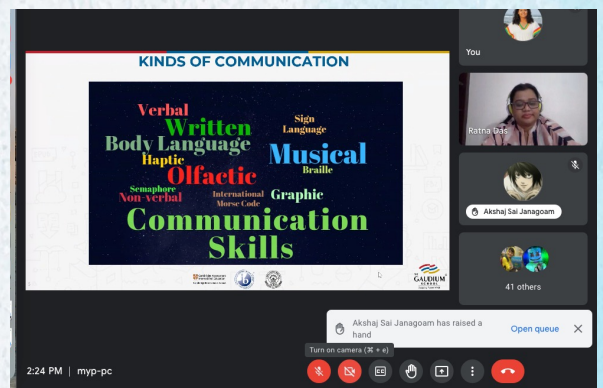 KINDS OF COMMUNICATION
Verbal
Written
Sign
Language
Body Language
Musical
Haptic
Braille
Olfactic
Semaphore
Non-verbal
International
Morse Code
Graphic
Communication
Skills
GAUDIUM
SCHOOL
You
Ratna Das
Akshaj Sai Janagoam
41 others
Akshaj Sai Janagoam has raised a
hand
Open queue
Turn on camera (⌘ + e)
2:24 PM | myp-pc